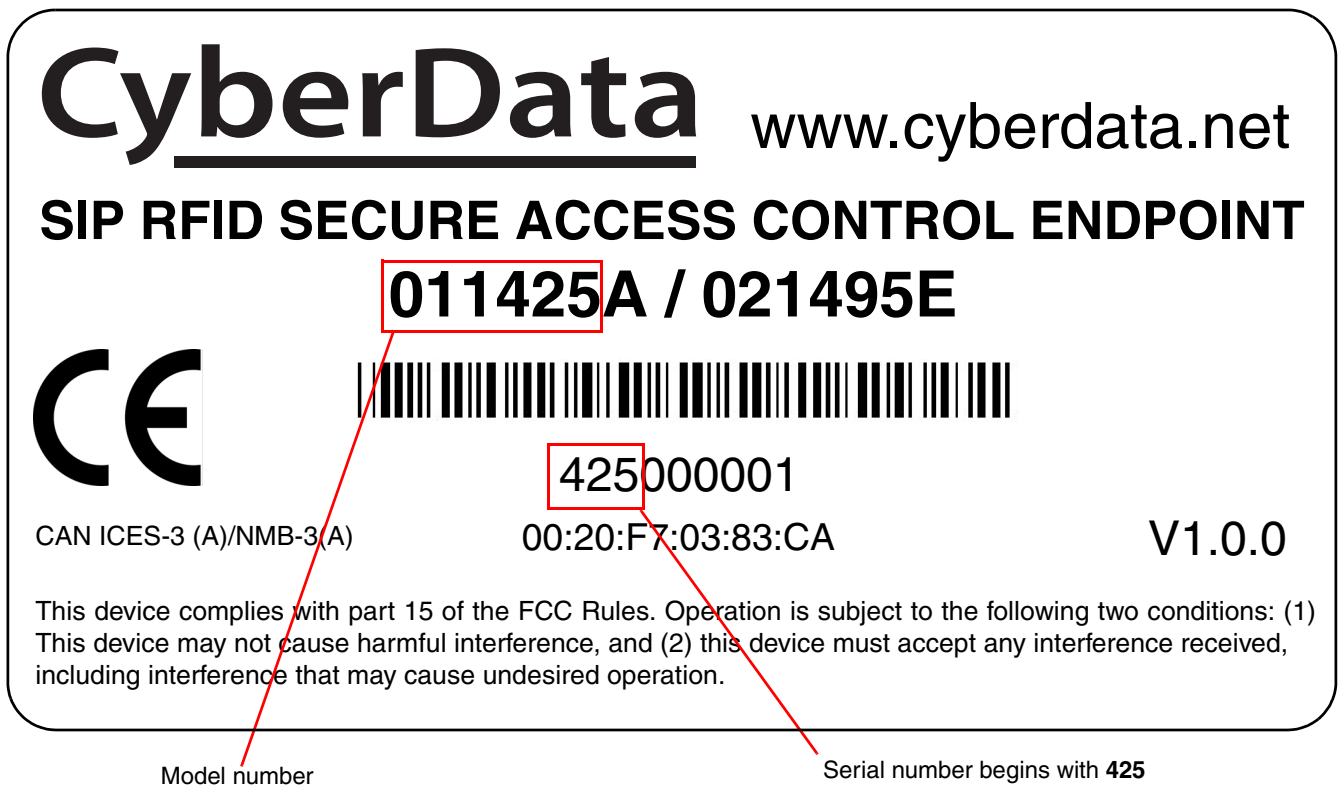 CyberData www.cyberdata.net
SIP RFID SECURE ACCESS CONTROL ENDPOINT
011425A / 021495E
CE
425000001
CAN ICES-3 (A)/NMB-3(A) 00:20:F7:03:83:CA V1.0.0
This device complies with part 15 of the FCC Rules. Operation is subject to the following two conditions: (1)
This device may not cause harmful interference, and (2) this device must accept any interference received,
including interference that may cause undesired operation.
Model number Serial number begins with 425